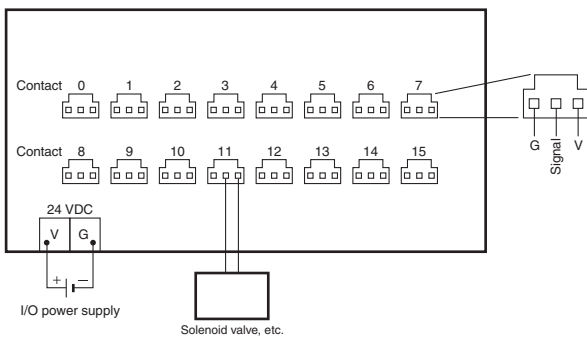 Contact 0 1 2 3 4 5 6 7
G Signal V
Contact 8 9 10 11 12 13 14 15
24 VDC
V G
+ −
I/O power supply
Solenoid valve, etc.